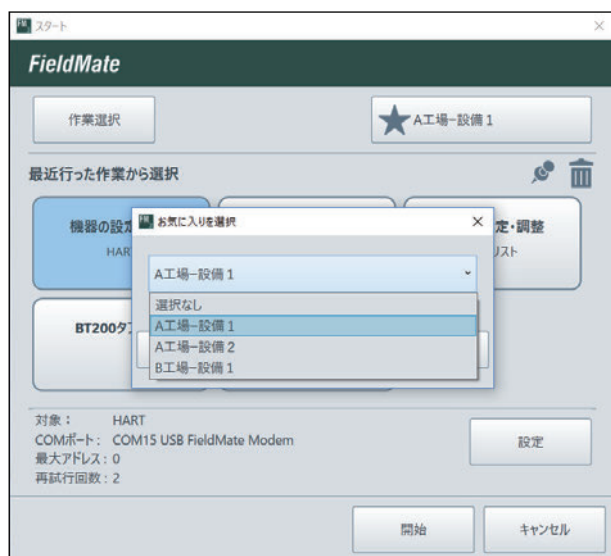 スタート
FieldMate
作業選択
A工場-設備1
最近行った作業から選択
機器の設定
お気に入りを選択
定・調整
HART
A工場-設備1
リスト
選択なし
A工場-設備1
A工場-設備2
B工場-設備1
BT200タ
対象： HART
COMポート： COM15 USB FieldMate Modem
最大アドレス：0
再試行回数：2
設定
開始
キャンセル